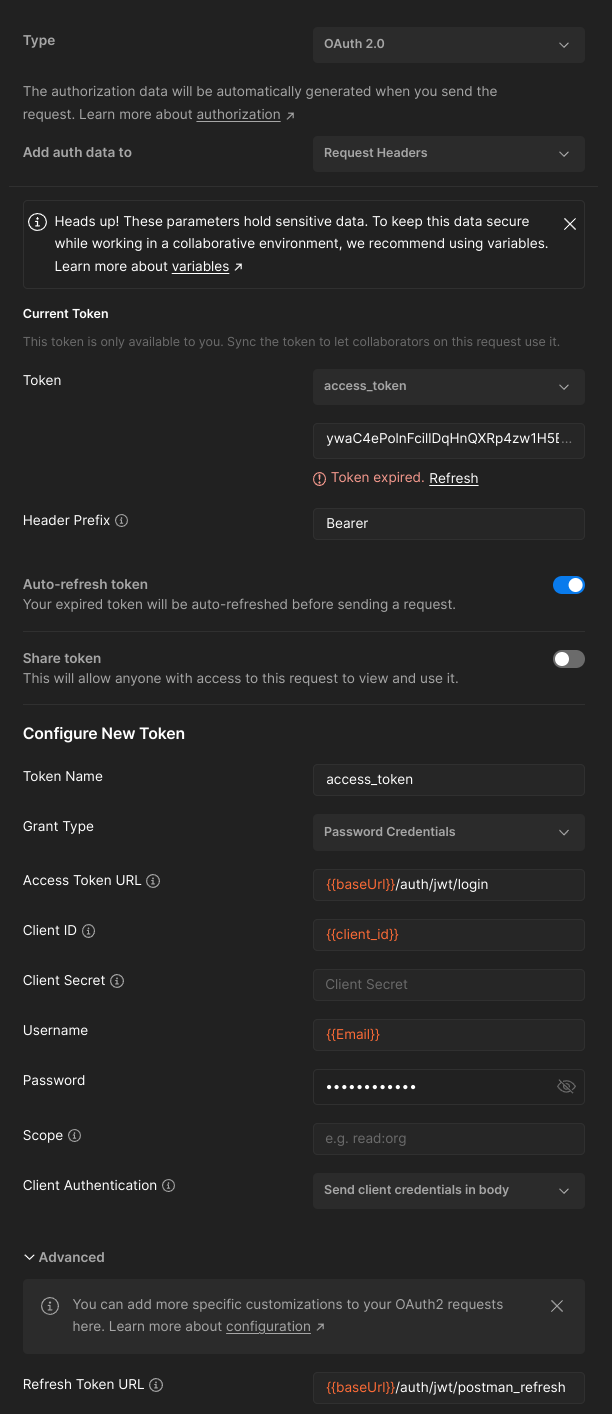 Type
OAuth 2.0
The authorization data will be automatically generated when you send the
request. Learn more about authorization ↗
Add auth data to
Request Headers
Heads up! These parameters hold sensitive data. To keep this data secure
while working in a collaborative environment, we recommend using variables.
Learn more about variables ↗
Current Token
This token is only available to you. Sync the token to let collaborators on this request use it.
Token
access_token
Token expired. Refresh
Header Prefix
Bearer
Auto-refresh token
Your expired token will be auto-refreshed before sending a request.
Share token
This will allow anyone with access to this request to view and use it.
Configure New Token
Token Name
access_token
Grant Type
Password Credentials
Access Token URL
{{baseUrl}}/auth/jwt/login
Client ID
{{client_id}}
Client Secret
Client Secret
Username
{{Email}}
Password
••••••••••••
Scope
e.g. read:org
Client Authentication
Send client credentials in body
Advanced
You can add more specific customizations to your OAuth2 requests
here. Learn more about configuration ↗
Refresh Token URL
{{baseUrl}}/auth/jwt/postman_refresh